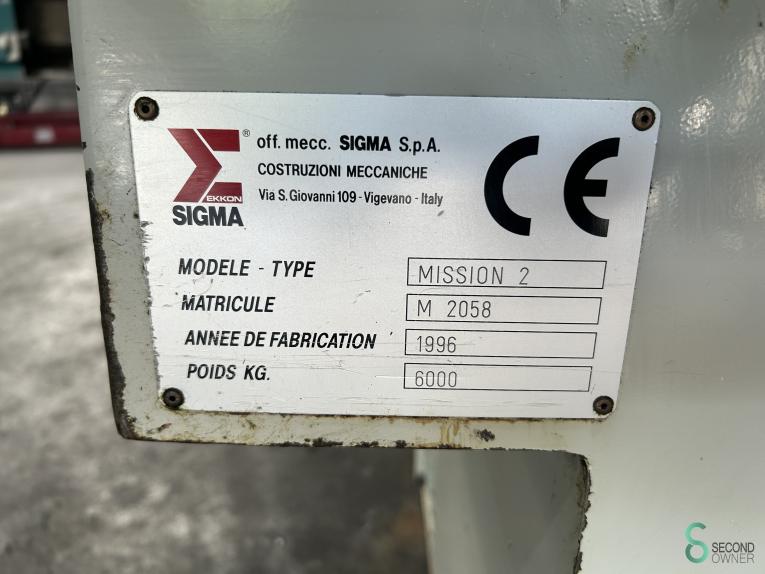 off. mecc. SIGMA S.p.A.
COSTRUZIONI MECCANICHE
Via S. Giovanni 109 - Vigevano - Italy
CE
®
EKKON
SIGMA
MODELE - TYPE MISSION 2
MATRICULE M 2058
ANNEE DE FABRICATION 1996
POIDS KG. 6000
SECOND
OWNER